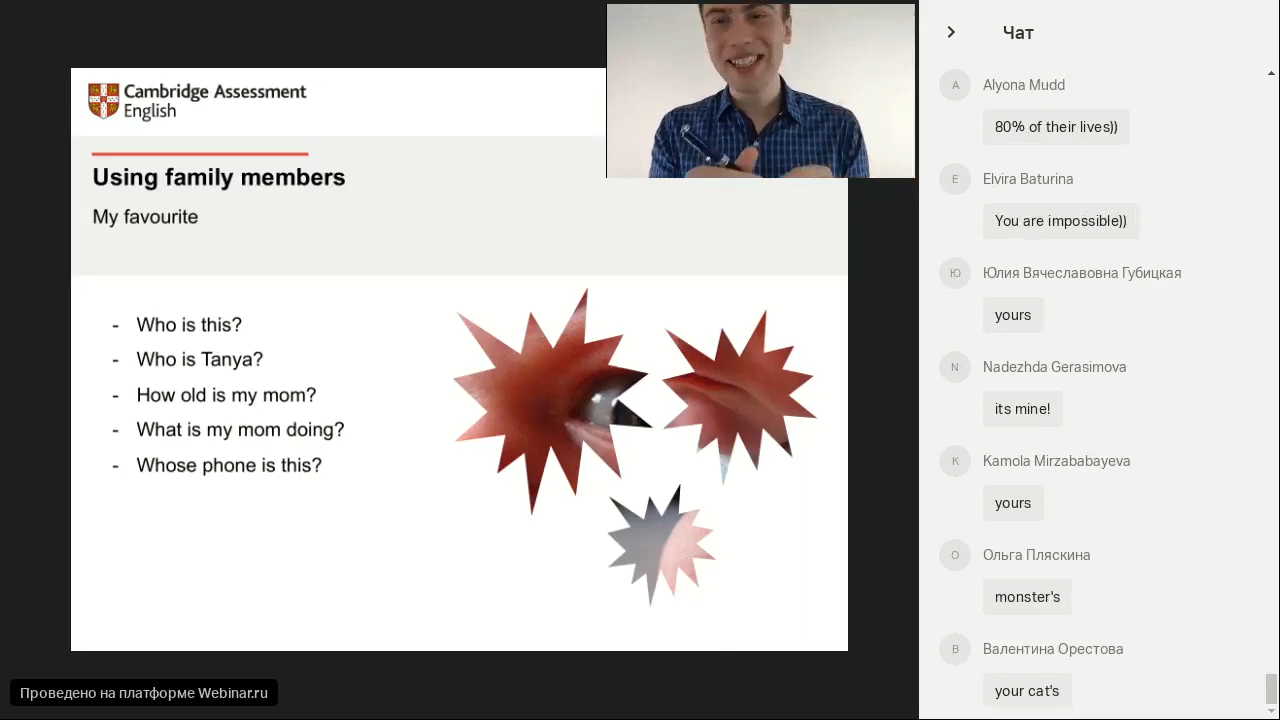 Cambridge Assessment
English
Using family members
My favourite
- Who is this?
- Who is Tanya?
- How old is my mom?
- What is my mom doing?
- Whose phone is this?
Проведено на платформе Webinar.ru
Чат
A
Alyona Mudd
80% of their lives))
E
Elvira Baturina
You are impossible))
Ю
Юлия Вячеславовна Губицкая
yours
N
Nadezhda Gerasimova
its mine!
K
Kamola Mirzababayeva
yours
О
Ольга Пляскина
monster's
В
Валентина Орестова
your cat's